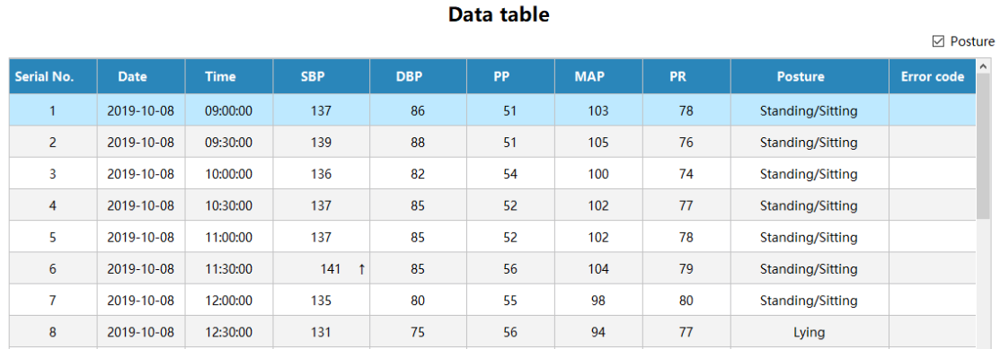 Data table
Posture
Serial No. Date Time SBP DBP PP MAP PR Posture Error code
1 2019-10-08 09:00:00 137 86 51 103 78 Standing/Sitting
2 2019-10-08 09:30:00 139 88 51 105 76 Standing/Sitting
3 2019-10-08 10:00:00 136 82 54 100 74 Standing/Sitting
4 2019-10-08 10:30:00 137 85 52 102 77 Standing/Sitting
5 2019-10-08 11:00:00 137 85 52 102 78 Standing/Sitting
6 2019-10-08 11:30:00 141 ↑ 85 56 104 79 Standing/Sitting
7 2019-10-08 12:00:00 135 80 55 98 80 Standing/Sitting
8 2019-10-08 12:30:00 131 75 56 94 77 Lying